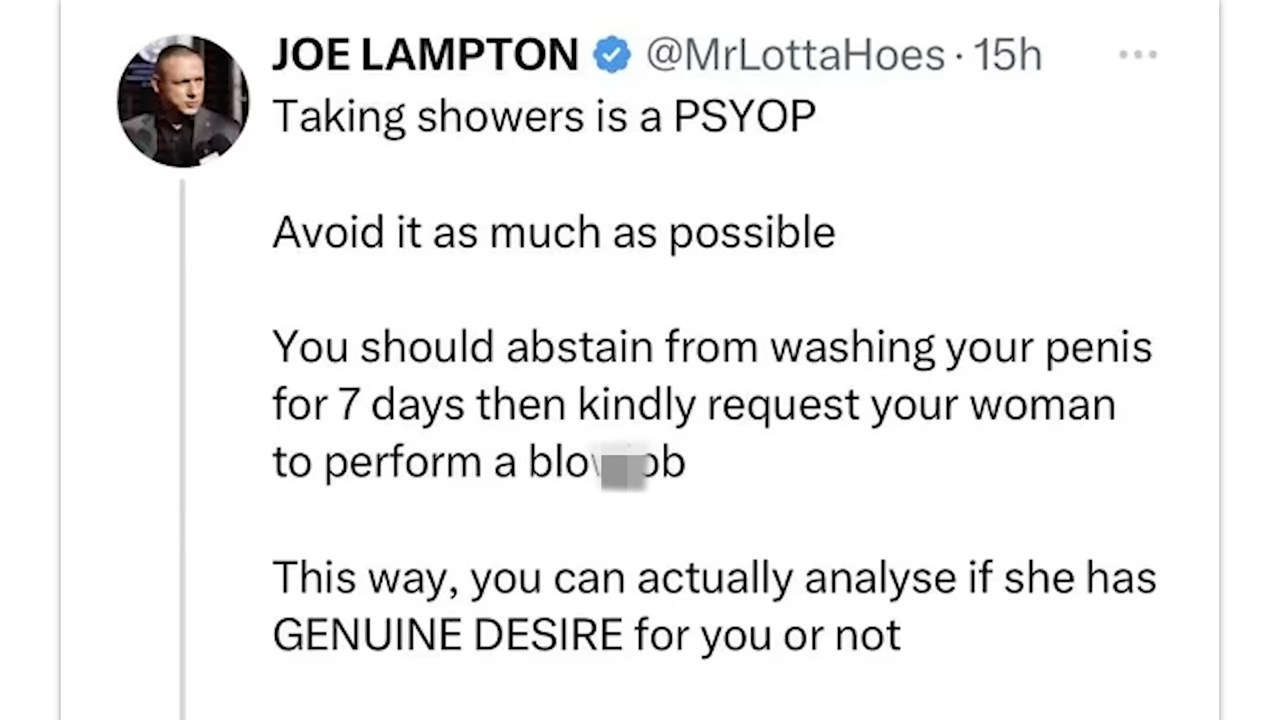 JOE LAMPTON @MrLottaHoes · 15h
Taking showers is a PSYOP
Avoid it as much as possible
You should abstain from washing your penis
for 7 days then kindly request your woman
to perform a
This way, you can actually analyse if she has
GENUINE DESIRE for you or not